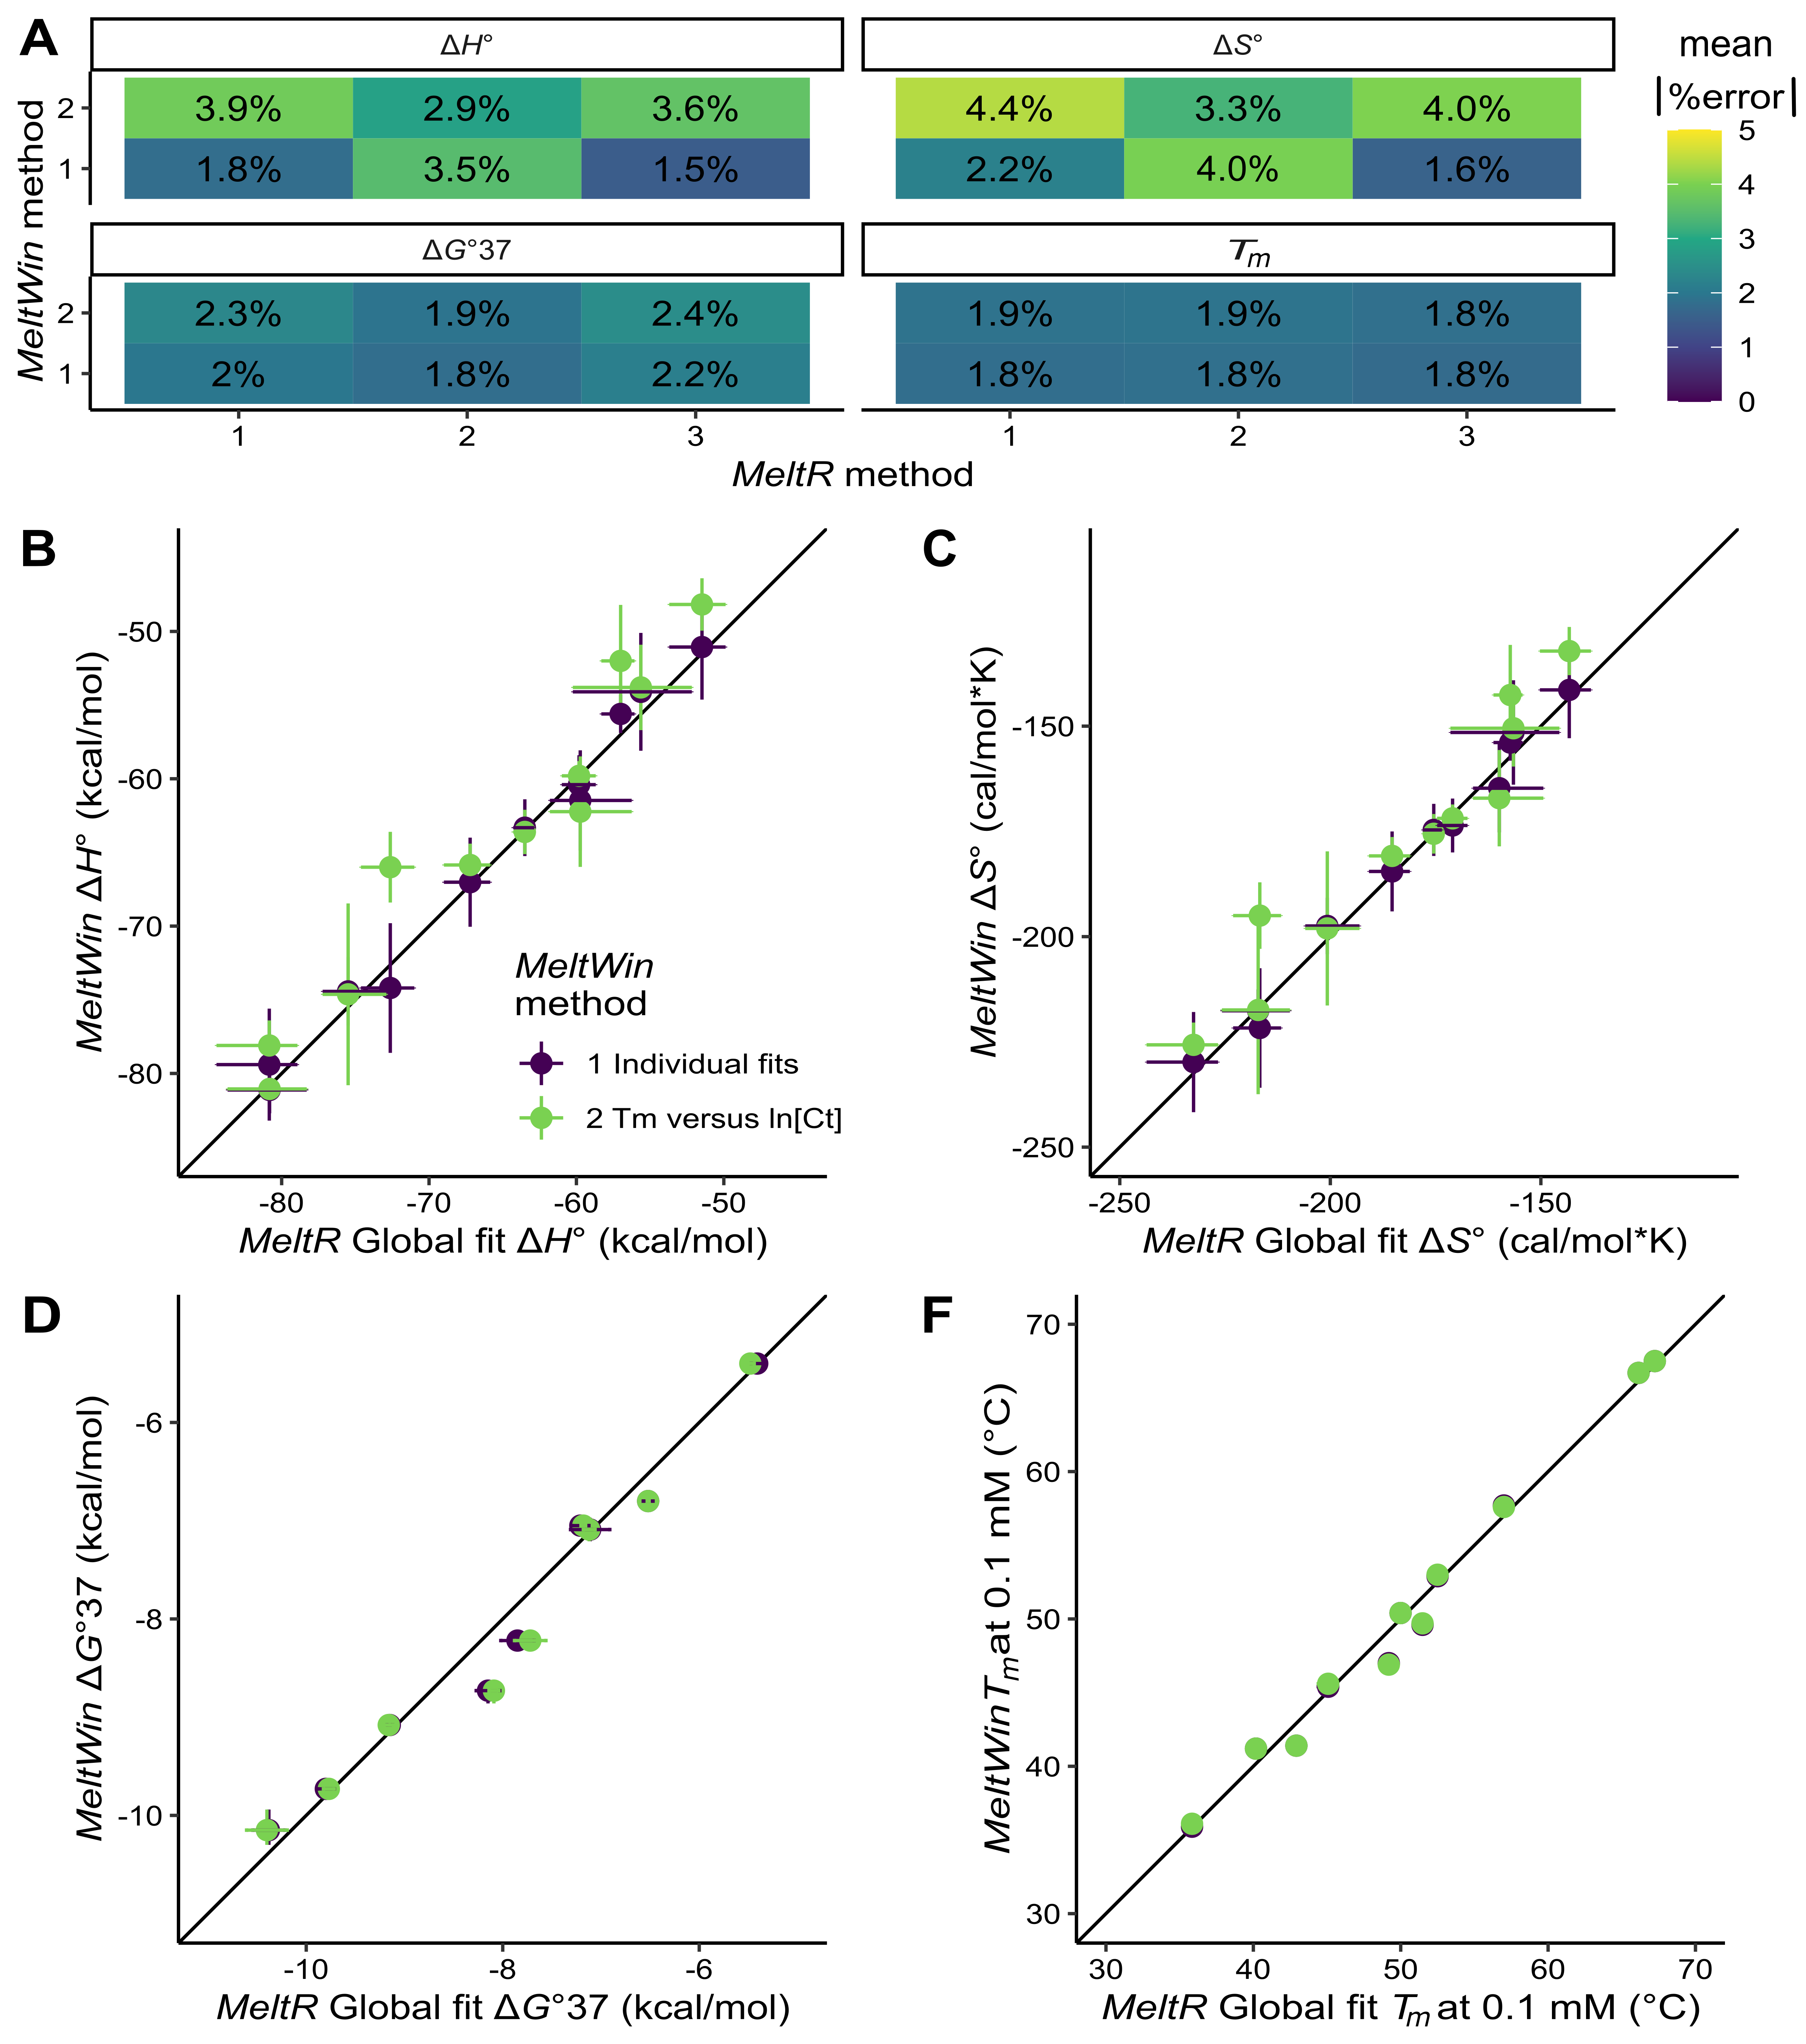 A
ΔH°
ΔS°
mean
|%error|
MeltWin method
2
3.9%
2.9%
3.6%
4.4%
3.3%
4.0%
1
1.8%
3.5%
1.5%
2.2%
4.0%
1.6%
ΔG°37
Tm
2
2.3%
1.9%
2.4%
1.9%
1.9%
1.8%
1
2%
1.8%
2.2%
1.8%
1.8%
1.8%
1
2
3
1
2
3
MeltR method
5
4
3
2
1
0
B
MeltWin ΔH° (kcal/mol)
-50
-60
-70
-80
MeltWin
method
1 Individual fits
2 Tm versus ln[Ct]
-80
-70
-60
-50
MeltR Global fit ΔH° (kcal/mol)
C
MeltWin ΔS° (cal/mol*K)
-150
-200
-250
-250
-200
-150
MeltR Global fit ΔS° (cal/mol*K)
D
MeltWin ΔG°37 (kcal/mol)
-6
-8
-10
-10
-8
-6
MeltR Global fit ΔG°37 (kcal/mol)
F
MeltWin Tm at 0.1 mM (°C)
70
60
50
40
30
30
40
50
60
70
MeltR Global fit Tm at 0.1 mM (°C)